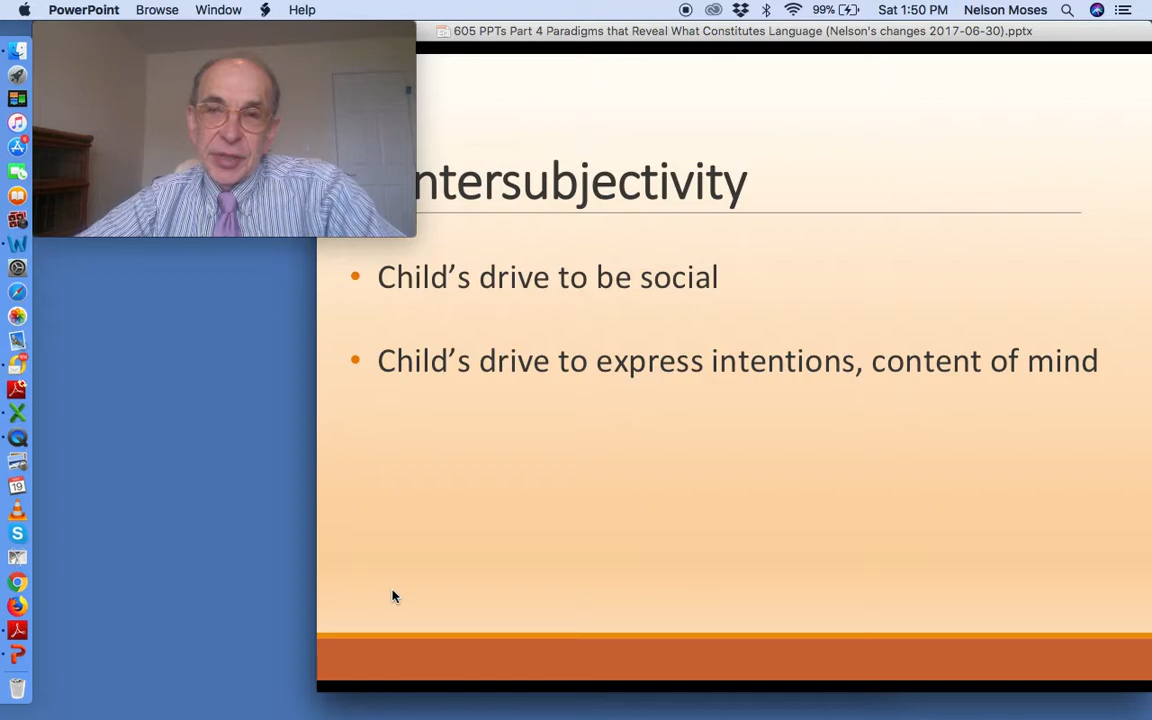 PowerPoint Browse Window Help 99% Sat 1:50 PM Nelson Moses
605 PPTs Part 4 Paradigms that Reveal What Constitutes Language (Nelson's changes 2017-06-30).pptx
ntersubjectivity
• Child’s drive to be social
• Child’s drive to express intentions, content of mind